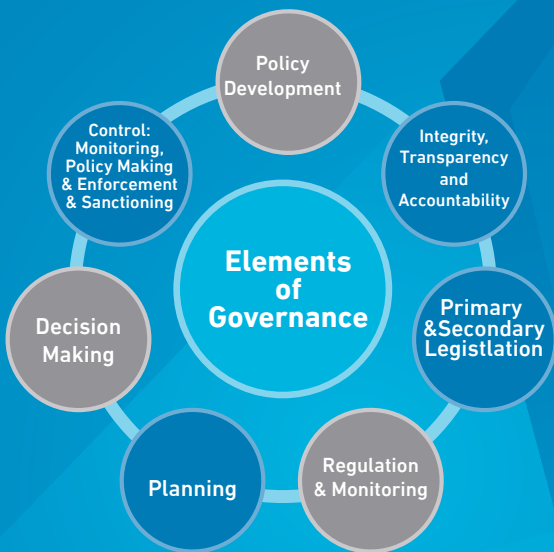 Policy
Development
Control:
Monitoring,
Policy Making
& Enforcement
& Sanctioning
Integrity,
Transparency
and
Accountability
Elements
of
Governance
Primary
&Secondary
Legistlation
Decision
Making
Regulation
& Monitoring
Planning